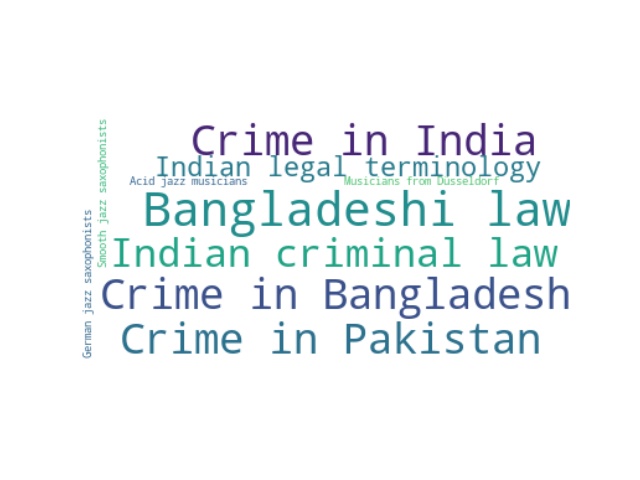 Crime in India
Indian legal terminology
Acid jazz musicians
Musicians from Düsseldorf
Bangladeshi law
Indian criminal law
Crime in Bangladesh
Crime in Pakistan
Smooth jazz saxophonists
German jazz saxophonists